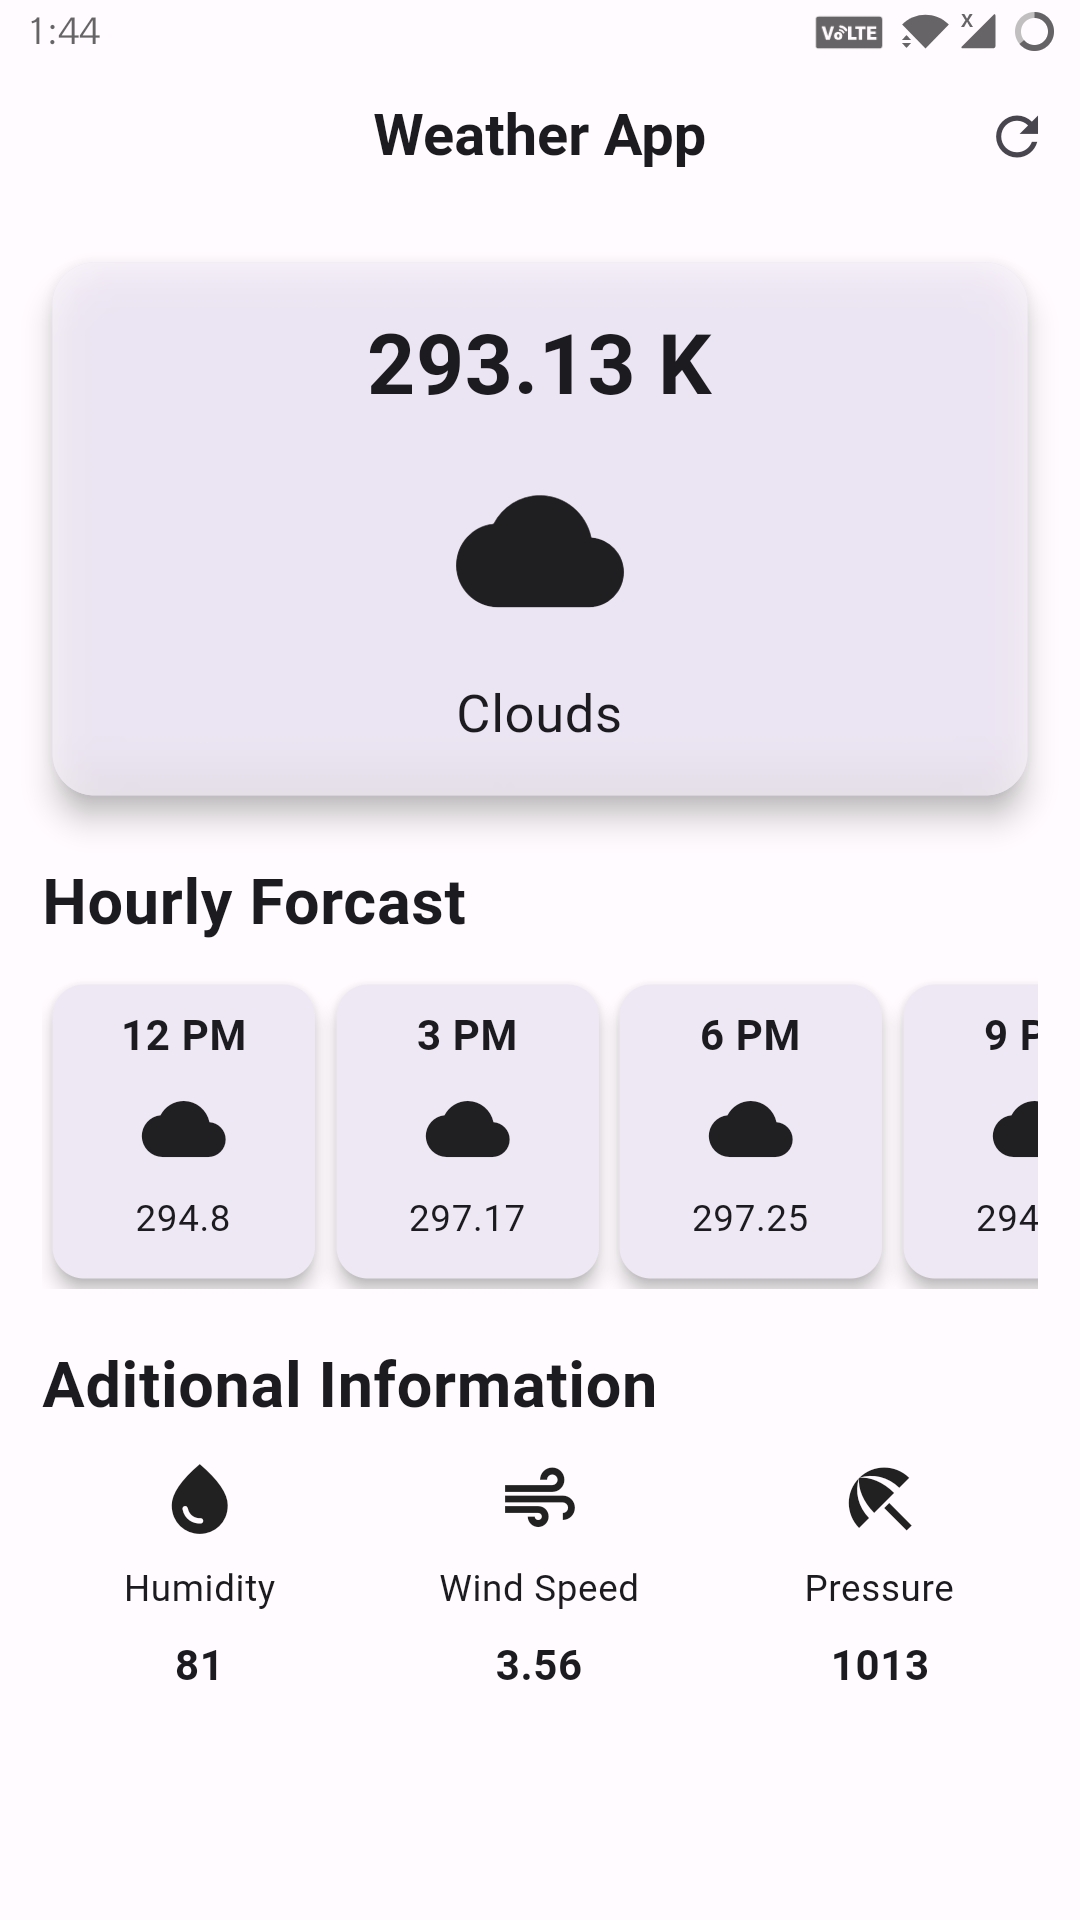 1:44 VoLTE X
Weather App
293.13 K
Clouds
Hourly Forcast
12 PM 3 PM 6 PM 9 P
294.8 297.17 297.25 294
Aditional Information
Humidity Wind Speed Pressure
81 3.56 1013